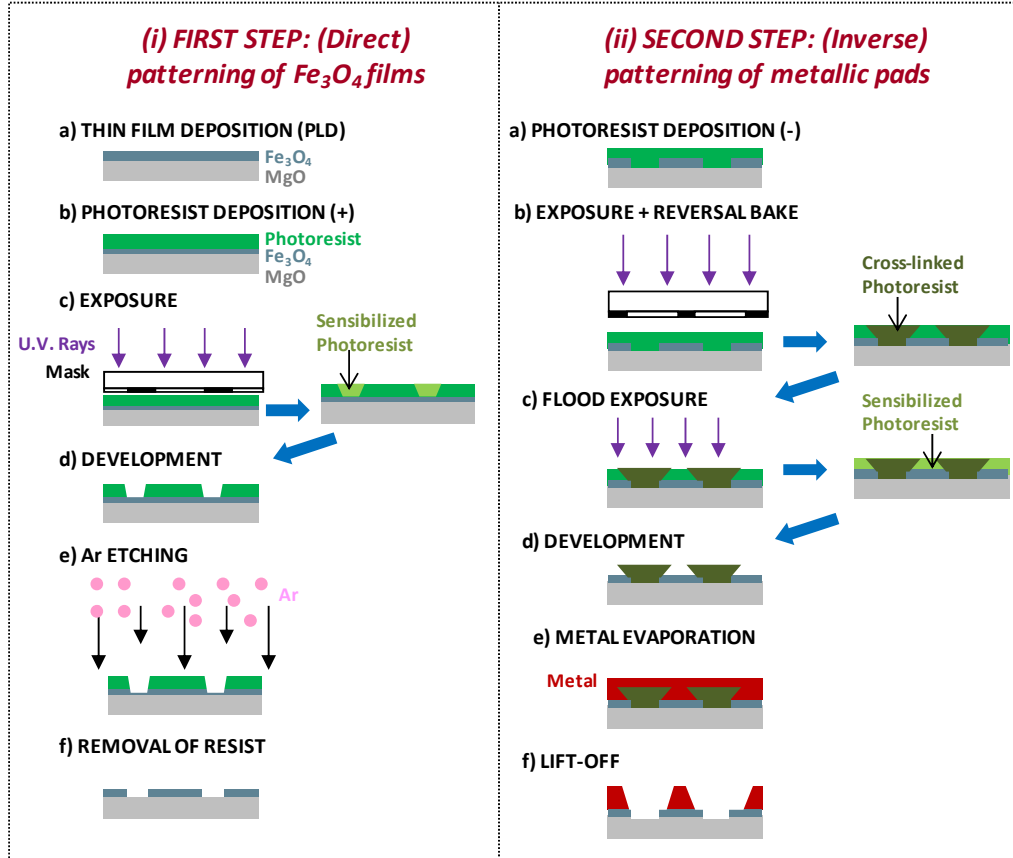 (i) FIRST STEP: (Direct)
patterning of Fe₃O₄ films
a) THIN FILM DEPOSITION (PLD)
Fe₃O₄
MgO
b) PHOTORESIST DEPOSITION (+)
Photoresist
Fe₃O₄
MgO
c) EXPOSURE
U.V. Rays
Mask
Sensibilized
Photoresist
d) DEVELOPMENT
e) Ar ETCHING
Ar
f) REMOVAL OF RESIST
(ii) SECOND STEP: (Inverse)
patterning of metallic pads
a) PHOTORESIST DEPOSITION (-)
b) EXPOSURE + REVERSAL BAKE
Cross-linked
Photoresist
c) FLOOD EXPOSURE
Sensibilized
Photoresist
d) DEVELOPMENT
e) METAL EVAPORATION
Metal
f) LIFT-OFF